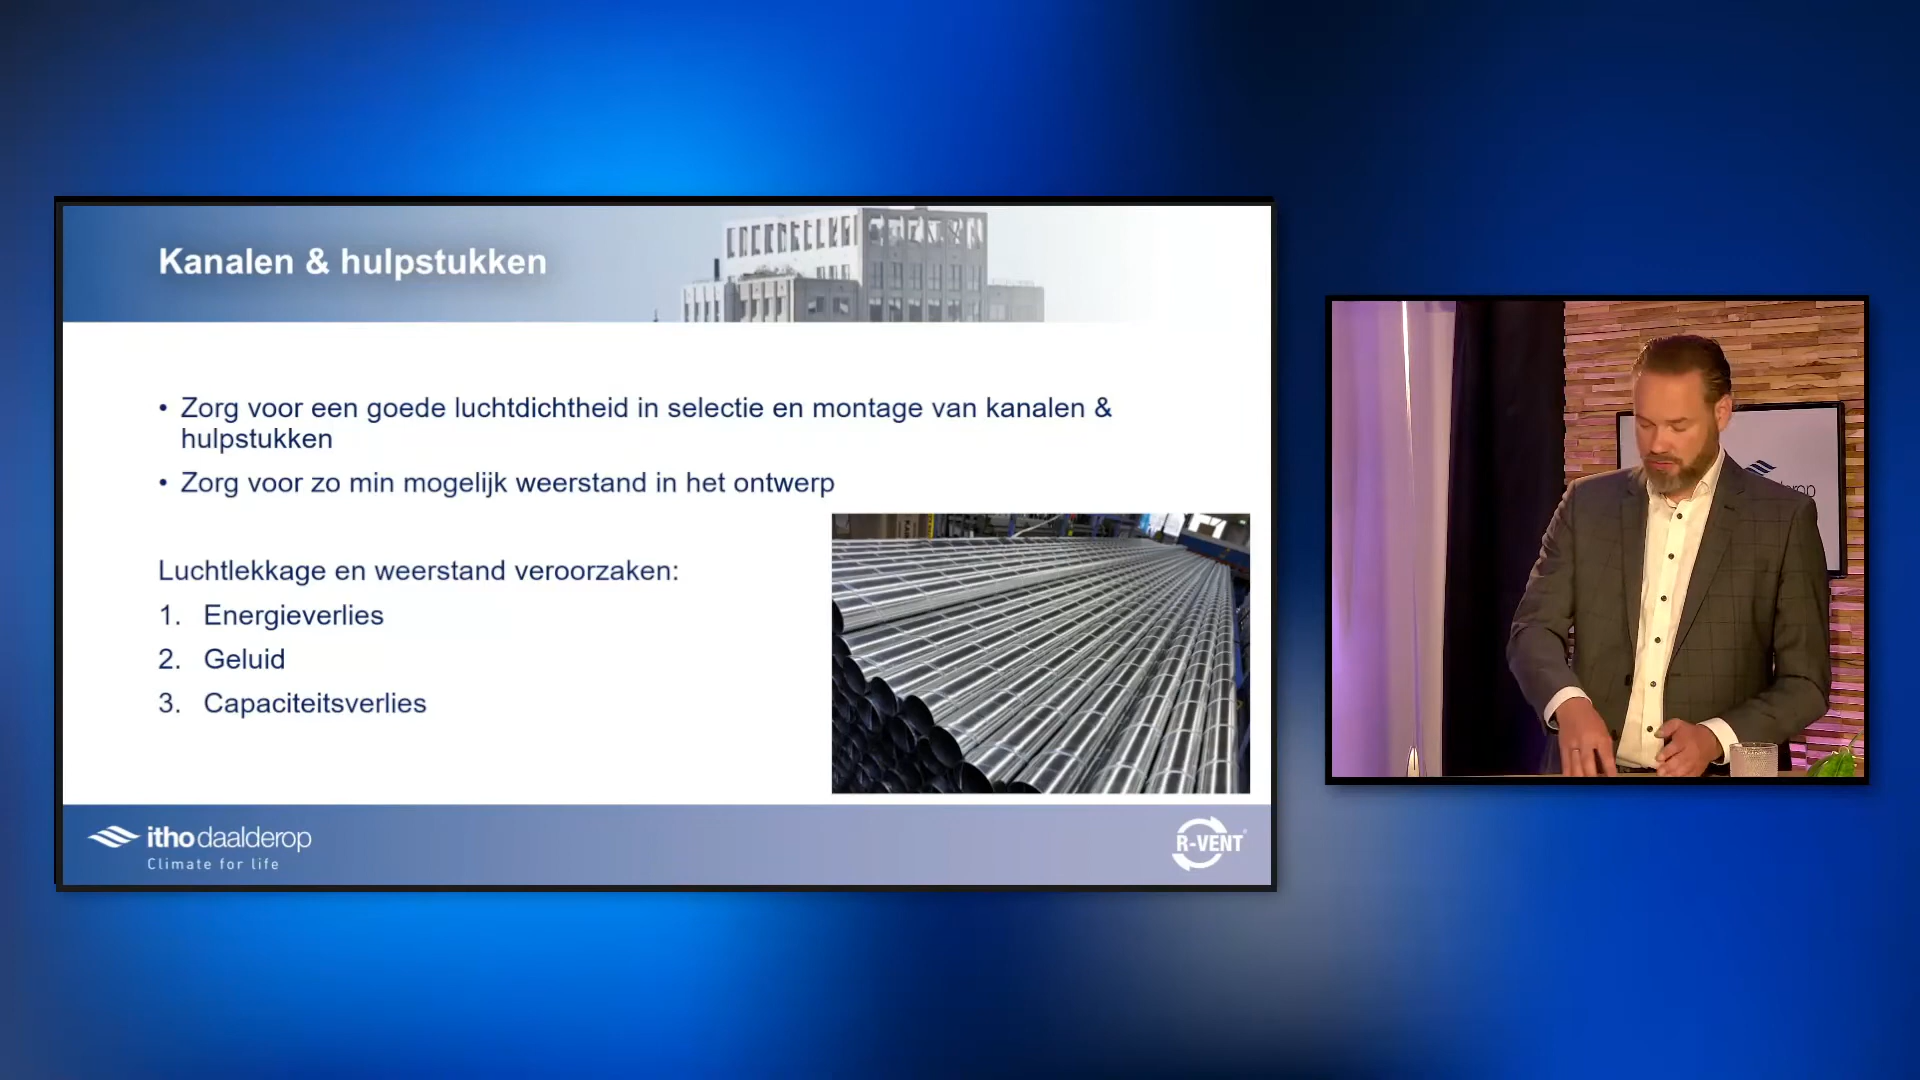 Kanalen & hulpstukken
• Zorg voor een goede luchtdichtheid in selectie en montage van kanalen &
hulpstukken
• Zorg voor zo min mogelijk weerstand in het ontwerp
Luchtlekkage en weerstand veroorzaken:
1. Energieverlies
2. Geluid
3. Capaciteitsverlies
ithodaalderop
Climate for life
R-VENT